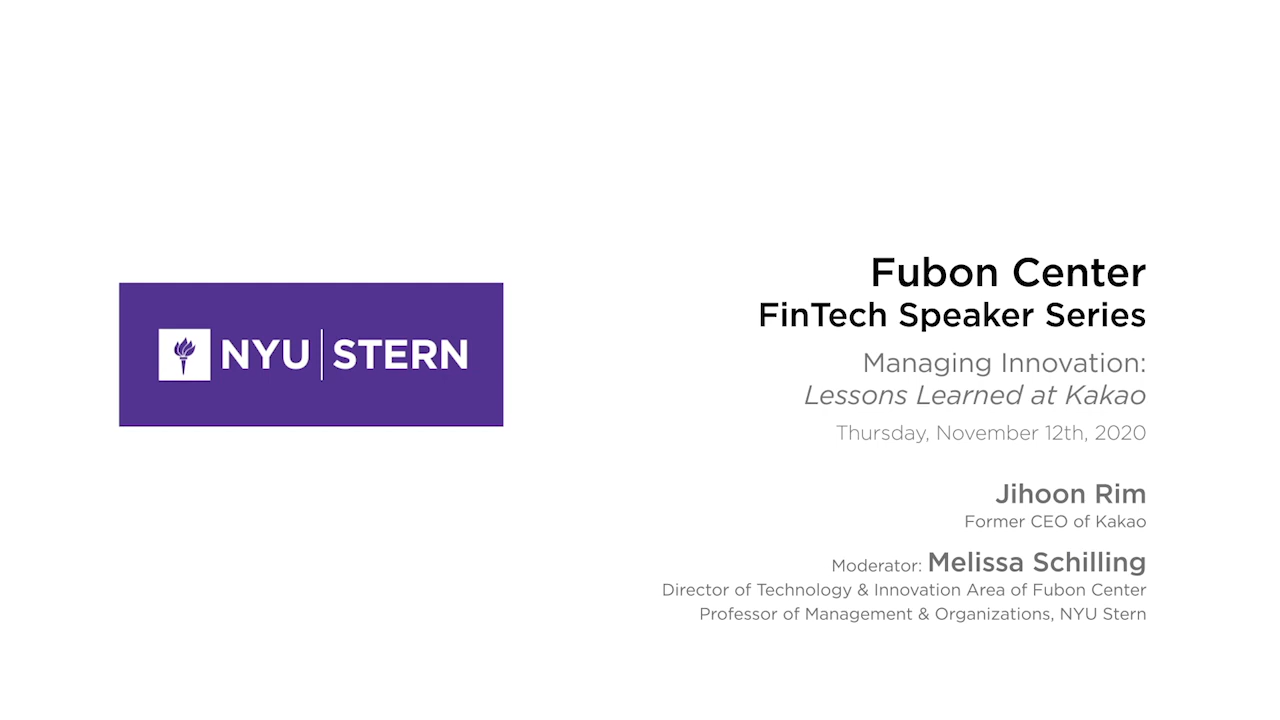 NYU | STERN
Fubon Center
FinTech Speaker Series
Managing Innovation:
Lessons Learned at Kakao
Thursday, November 12th, 2020
Jihoon Rim
Former CEO of Kakao
Moderator: Melissa Schilling
Director of Technology & Innovation Area of Fubon Center
Professor of Management & Organizations, NYU Stern